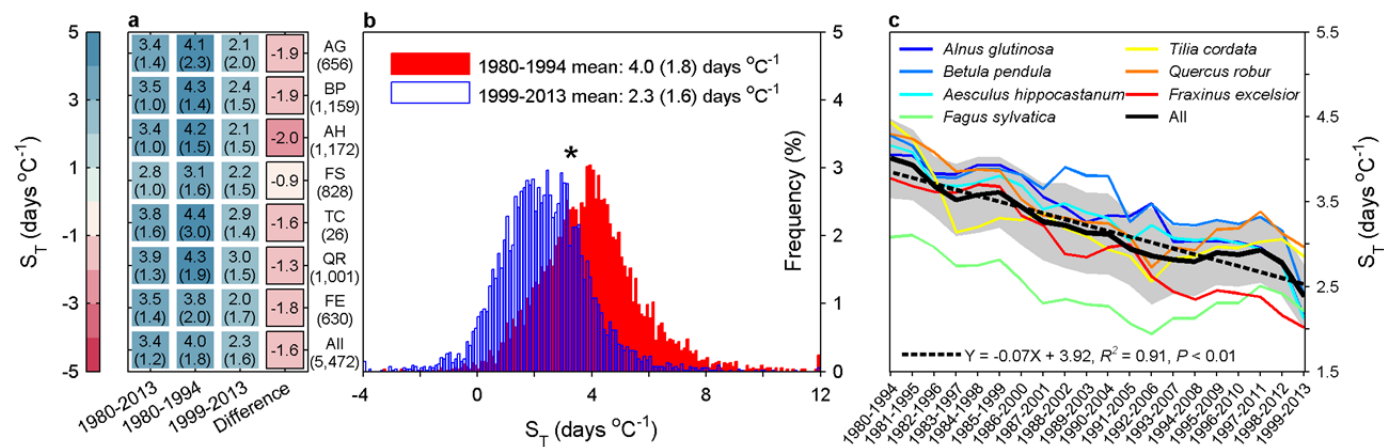 a
5
3
1
-1
-3
-5
S_T (days °C⁻¹)
3.4 (1.4) 4.1 (2.3) 2.1 (2.0) -1.9 AG (656)
3.5 (1.0) 4.3 (1.4) 2.4 (1.5) -1.9 BP (1,159)
3.4 (1.0) 4.2 (1.5) 2.1 (1.5) -2.0 AH (1,172)
2.8 (1.0) 3.1 (1.6) 2.2 (1.5) -0.9 FS (828)
3.8 (1.6) 4.4 (3.0) 2.9 (1.4) -1.6 TC (26)
3.9 (1.3) 4.3 (1.9) 3.0 (1.5) -1.3 QR (1,001)
3.5 (1.4) 3.8 (2.0) 2.0 (1.7) -1.8 FE (630)
3.4 (1.2) 4.0 (1.8) 2.3 (1.6) -1.6 All (5,472)
1980-2013
1980-1994
1999-2013
Difference
b
1980-1994 mean: 4.0 (1.8) days °C⁻¹
1999-2013 mean: 2.3 (1.6) days °C⁻¹
*
5
4
3
2
1
0
Frequency (%)
-4 0 4 8 12
S_T (days °C⁻¹)
c
Alnus glutinosa
Betula pendula
Aesculus hippocastanum
Fagus sylvatica
Tilia cordata
Quercus robur
Fraxinus excelsior
All
Y = -0.07X + 3.92, R² = 0.91, P < 0.01
5.5
4.5
3.5
2.5
1.5
S_T (days °C⁻¹)
1980-1994
1981-1995
1982-1996
1983-1997
1984-1998
1985-1999
1986-2000
1987-2001
1988-2002
1989-2003
1990-2004
1991-2005
1992-2006
1993-2007
1994-2008
1995-2009
1996-2010
1997-2011
1998-2012
1999-2013